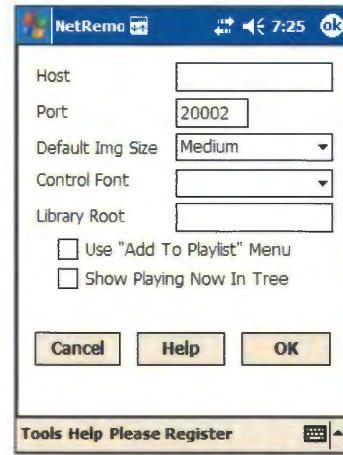 NetRemo 7:25 ok
Host
Port 20002
Default Img Size Medium
Control Font
Library Root
Use "Add To Playlist" Menu
Show Playing Now In Tree
Cancel Help OK
Tools Help Please Register